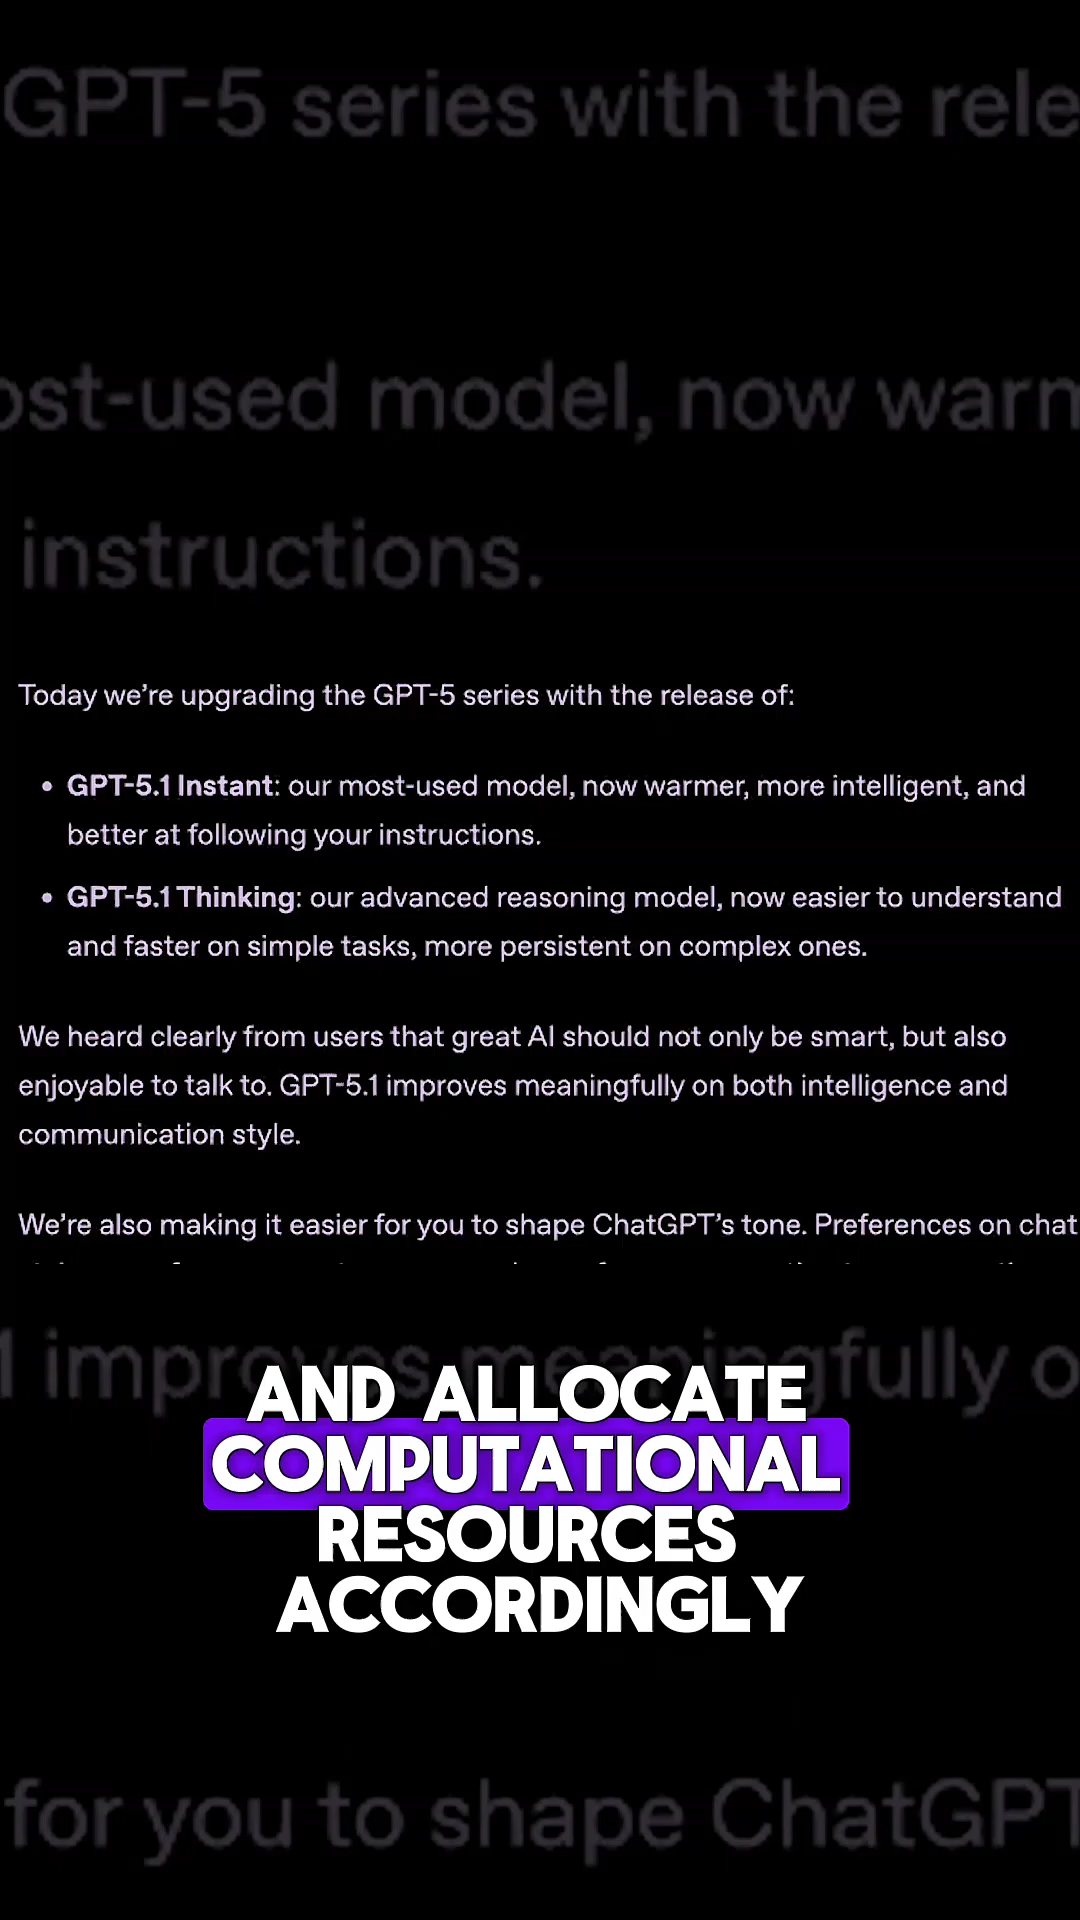 GPT-5 series with the rele
ost-used model, now warm
instructions.
Today we're upgrading the GPT-5 series with the release of:
• GPT-5.1 Instant: our most-used model, now warmer, more intelligent, and
better at following your instructions.
• GPT-5.1 Thinking: our advanced reasoning model, now easier to understand
and faster on simple tasks, more persistent on complex ones.
We heard clearly from users that great AI should not only be smart, but also
enjoyable to talk to. GPT-5.1 improves meaningfully on both intelligence and
communication style.
We're also making it easier for you to shape ChatGPT's tone. Preferences on chat
1 improves meaningfully o
AND ALLOCATE
COMPUTATIONAL
RESOURCES
ACCORDINGLY
for you to shape ChatGPT